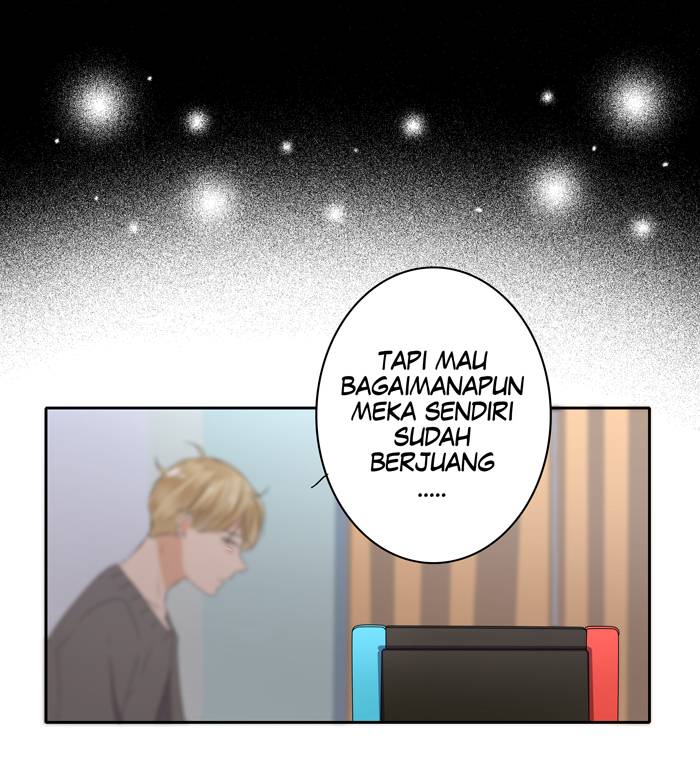 TAPI MAU
BAGAIMANAPUN
MEKA SENDIRI
SUDAH
BERJUANG
.....